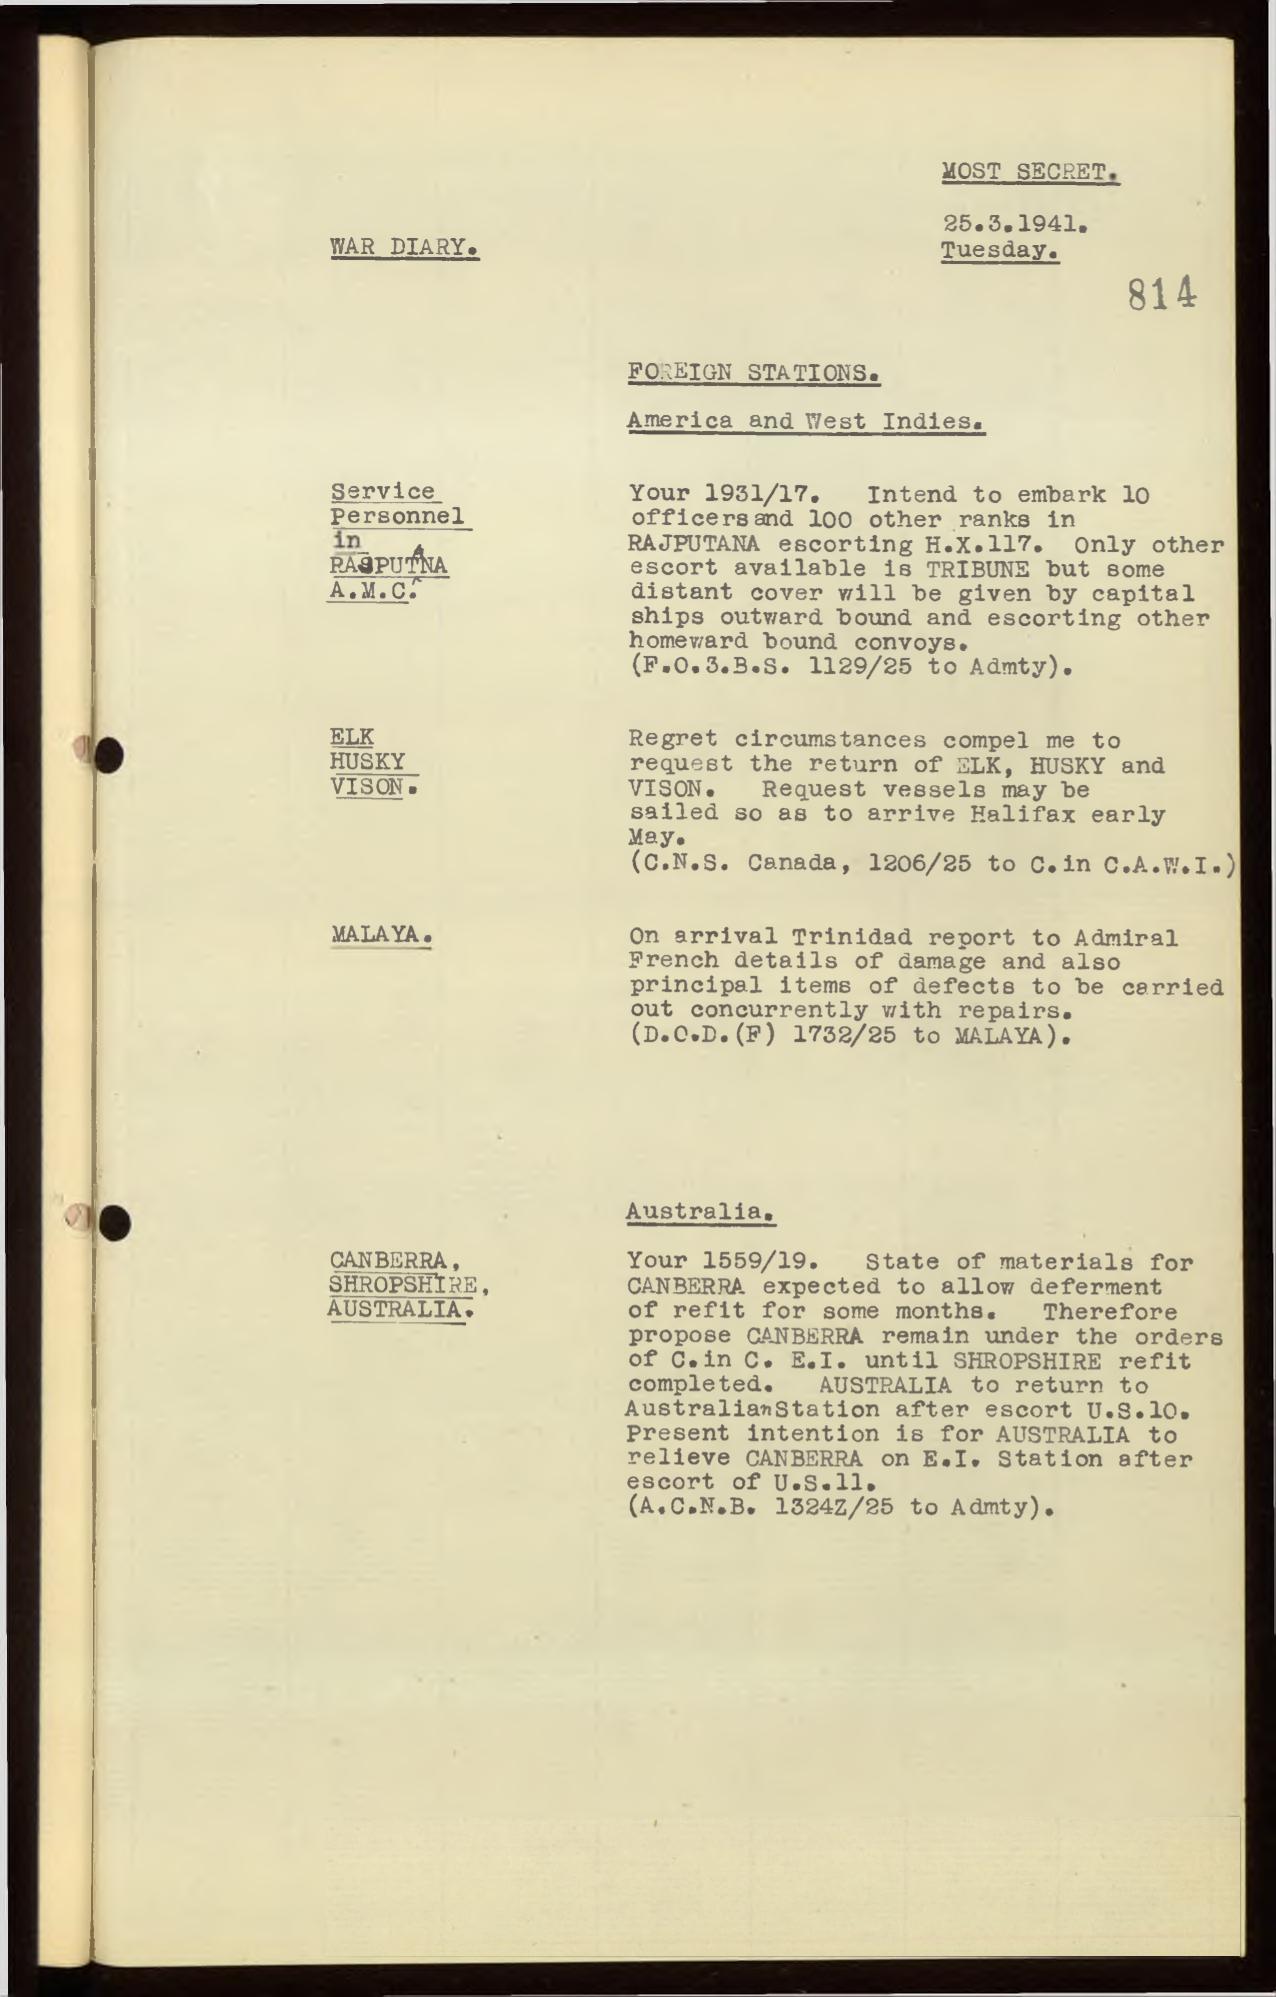 MOST SECRET.
25.3.1941.
WAR DIARY.
Tuesday.
814
FOREIGN STATIONS.
America and West Indies.
Service
Personnel
in
RAJPUTANA
A.M.C.
Your 1931/17. Intend to embark 10
officers and 100 other ranks in
RAJPUTANA escorting H.X.117. Only other
escort available is TRIBUNE but some
distant cover will be given by capital
ships outward bound and escorting other
homeward bound convoys.
(F.O.3.B.S. 1129/25 to Admty).
ELK
HUSKY
VISON.
Regret circumstances compel me to
request the return of ELK, HUSKY and
VISON. Request vessels may be
sailed so as to arrive Halifax early
May.
(C.N.S. Canada, 1206/25 to C.in C.A.W.I.)
MALAYA.
On arrival Trinidad report to Admiral
French details of damage and also
principal items of defects to be carried
out concurrently with repairs.
(D.O.D.(F) 1732/25 to MALAYA).
Australia.
CANBERRA,
SHROPSHIRE,
AUSTRALIA.
Your 1559/19. State of materials for
CANBERRA expected to allow deferment
of refit for some months. Therefore
propose CANBERRA remain under the orders
of C.in C. E.I. until SHROPSHIRE refit
completed. AUSTRALIA to return to
Australian Station after escort U.S.10.
Present intention is for AUSTRALIA to
relieve CANBERRA on E.I. Station after
escort of U.S.11.
(A.C.N.B. 1324Z/25 to Admty).